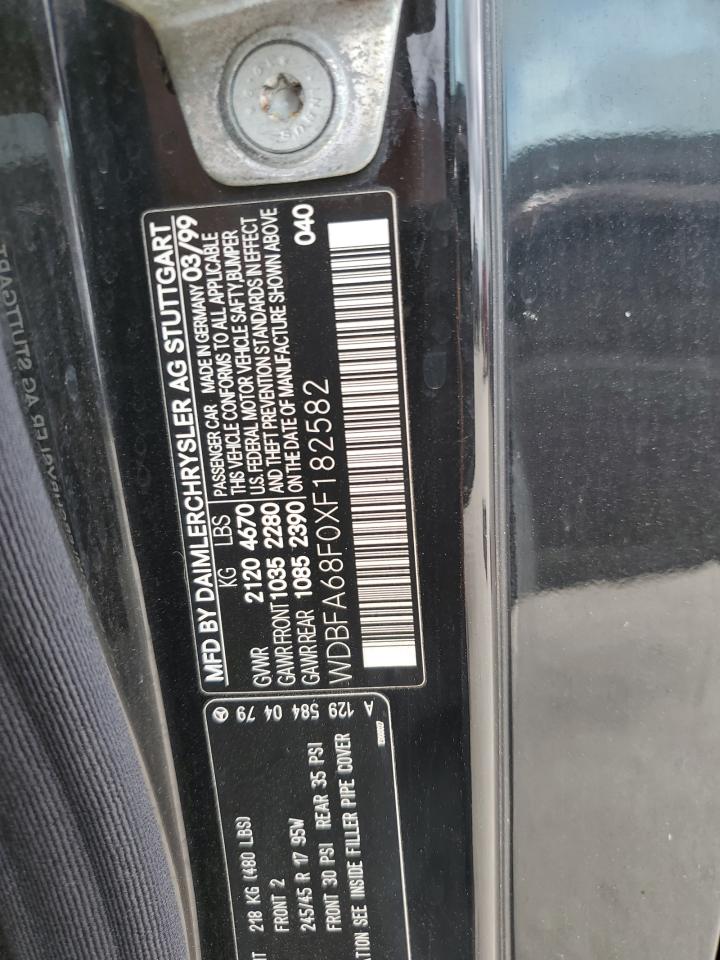 MFD BY DAIMLERCHRYSLER AG STUTTGART
KG LBS PASSENGER CAR MADE IN GERMANY 03/99
GVWR 2120 4670 THIS VEHICLE CONFORMS TO ALL APPLICABLE
U.S. FEDERAL MOTOR VEHICLE SAFTY,BUMPER
GAWR FRONT 1035 2280 AND THEFT PREVENTION STANDARDS IN EFFECT
GAWR REAR 1085 2390 ON THE DATE OF MANUFACTURE SHOWN ABOVE
WDBFA68F0XF182582 040
A 129 584 04 79
218 KG (480 LBS)
FRONT 2
245/45 R 17 95W
FRONT 30 PSI REAR 35 PSI
SEE INSIDE FILLER PIPE COVER